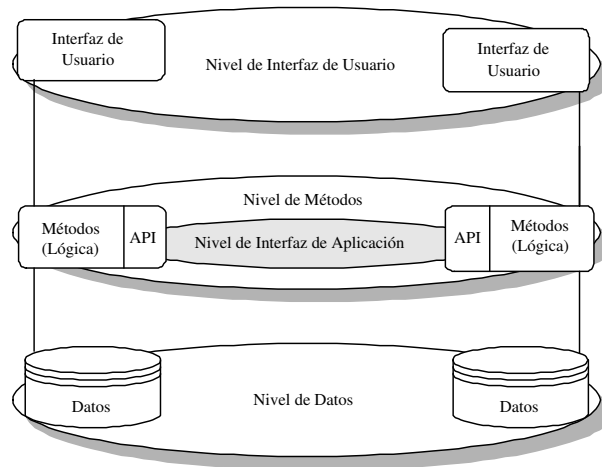 Interfaz de
Usuario
Nivel de Interfaz de Usuario
Interfaz de
Usuario
Nivel de Métodos
Métodos
(Lógica)
API
Nivel de Interfaz de Aplicación
API
Métodos
(Lógica)
Datos
Nivel de Datos
Datos